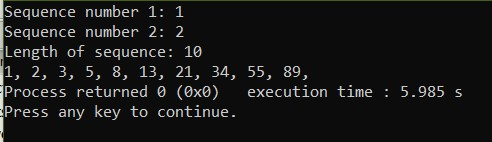 Sequence number 1: 1
Sequence number 2: 2
Length of sequence: 10
1, 2, 3, 5, 8, 13, 21, 34, 55, 89,
Process returned 0 (0x0)   execution time : 5.985 s
Press any key to continue.